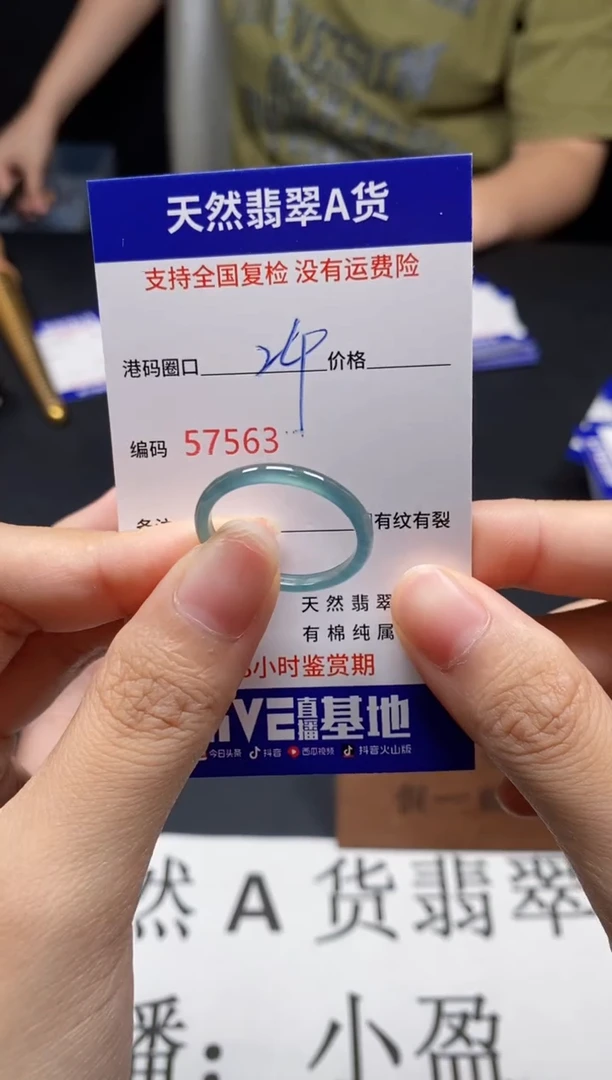 天然翡翠A货
支持全国复检 没有运费险
港码圈口 价格
编码 57563
有纹有裂
天然翡翠
有棉纯属
小时鉴赏期
直播基地
今日头条 抖音 西瓜视频 抖音火山版
然A货翡翠
播：小盈